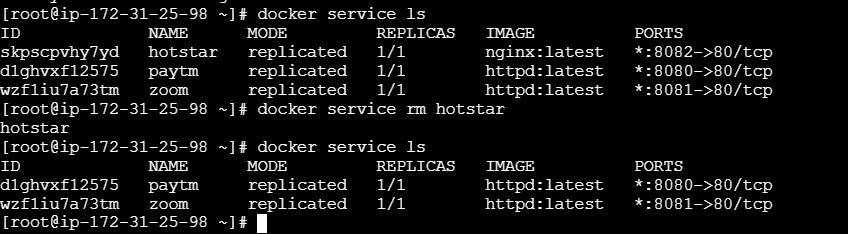 [root@ip-172-31-25-98 ~]# docker service ls
ID NAME MODE REPLICAS IMAGE PORTS
skpscpvhy7yd hotstar replicated 1/1 nginx:latest *:8082->80/tcp
d1ghvxf12575 paytm replicated 1/1 httpd:latest *:8080->80/tcp
wzf1iu7a73tm zoom replicated 1/1 httpd:latest *:8081->80/tcp
[root@ip-172-31-25-98 ~]# docker service rm hotstar
hotstar
[root@ip-172-31-25-98 ~]# docker service ls
ID NAME MODE REPLICAS IMAGE PORTS
d1ghvxf12575 paytm replicated 1/1 httpd:latest *:8080->80/tcp
wzf1iu7a73tm zoom replicated 1/1 httpd:latest *:8081->80/tcp
[root@ip-172-31-25-98 ~]#